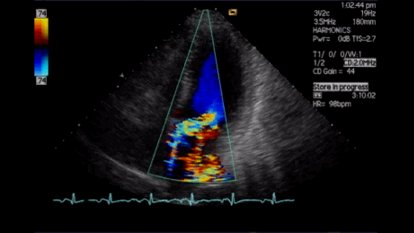 1:02:44 pm
3V2c 19Hz
3.5MHz 180mm
HARMONICS
Pwr= 0dB TIS=2.7
T1/ 0/ 0/W:1
1/2 CD:2.0MHz
CD Gain = 44
Store in progress
3:10:02
HR= 98bpm
.74
.74